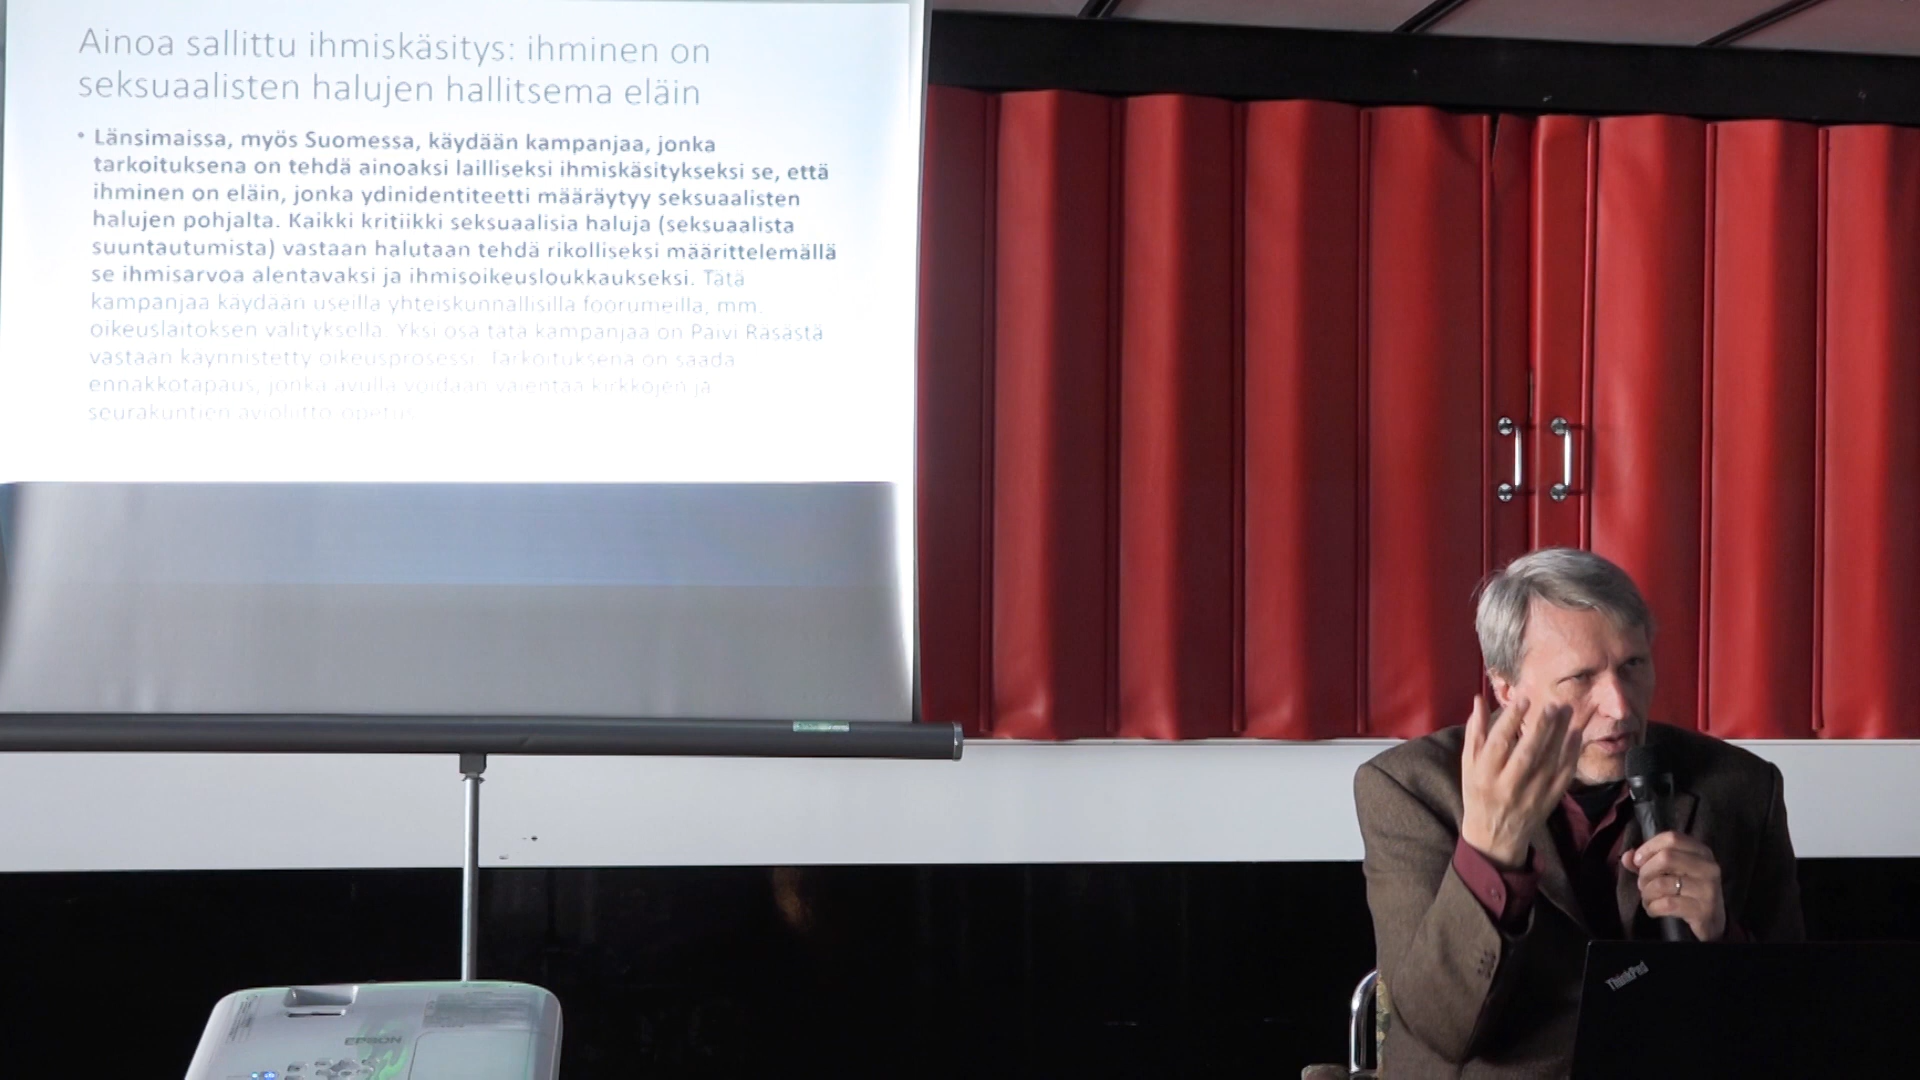 Ainoa sallittu ihmiskäsitys: ihminen on
seksuaalisten halujen hallitsema eläin
• Länsimaissa, myös Suomessa, käydään kampanjaa, jonka
tarkoituksena on tehdä ainoaksi lailliseksi ihmiskäsitykseksi se, että
ihminen on eläin, jonka ydinidentiteetti määräytyy seksuaalisten
halujen pohjalta. Kaikki kritiikki seksuaalisia haluja (seksuaalista
suuntautumista) vastaan halutaan tehdä rikolliseksi määrittelemällä
se ihmisarvoa alentavaksi ja ihmisoikeusloukkaukseksi. Tätä
kampanjaa käydään useilla yhteiskunnallisilla foorumeilla, mm.
oikeuslaitoksen välityksellä. Yksi osa tätä kampanjaa on Päivi Räsästä
vastaan käynnistetty oikeusprosessi. Tarkoituksena on saada
ennakkotapaus, jonka avulla voidaan vaientaa kirkkojen ja
seurakuntien avioliitto-opetus
EPSON
ThinkPad